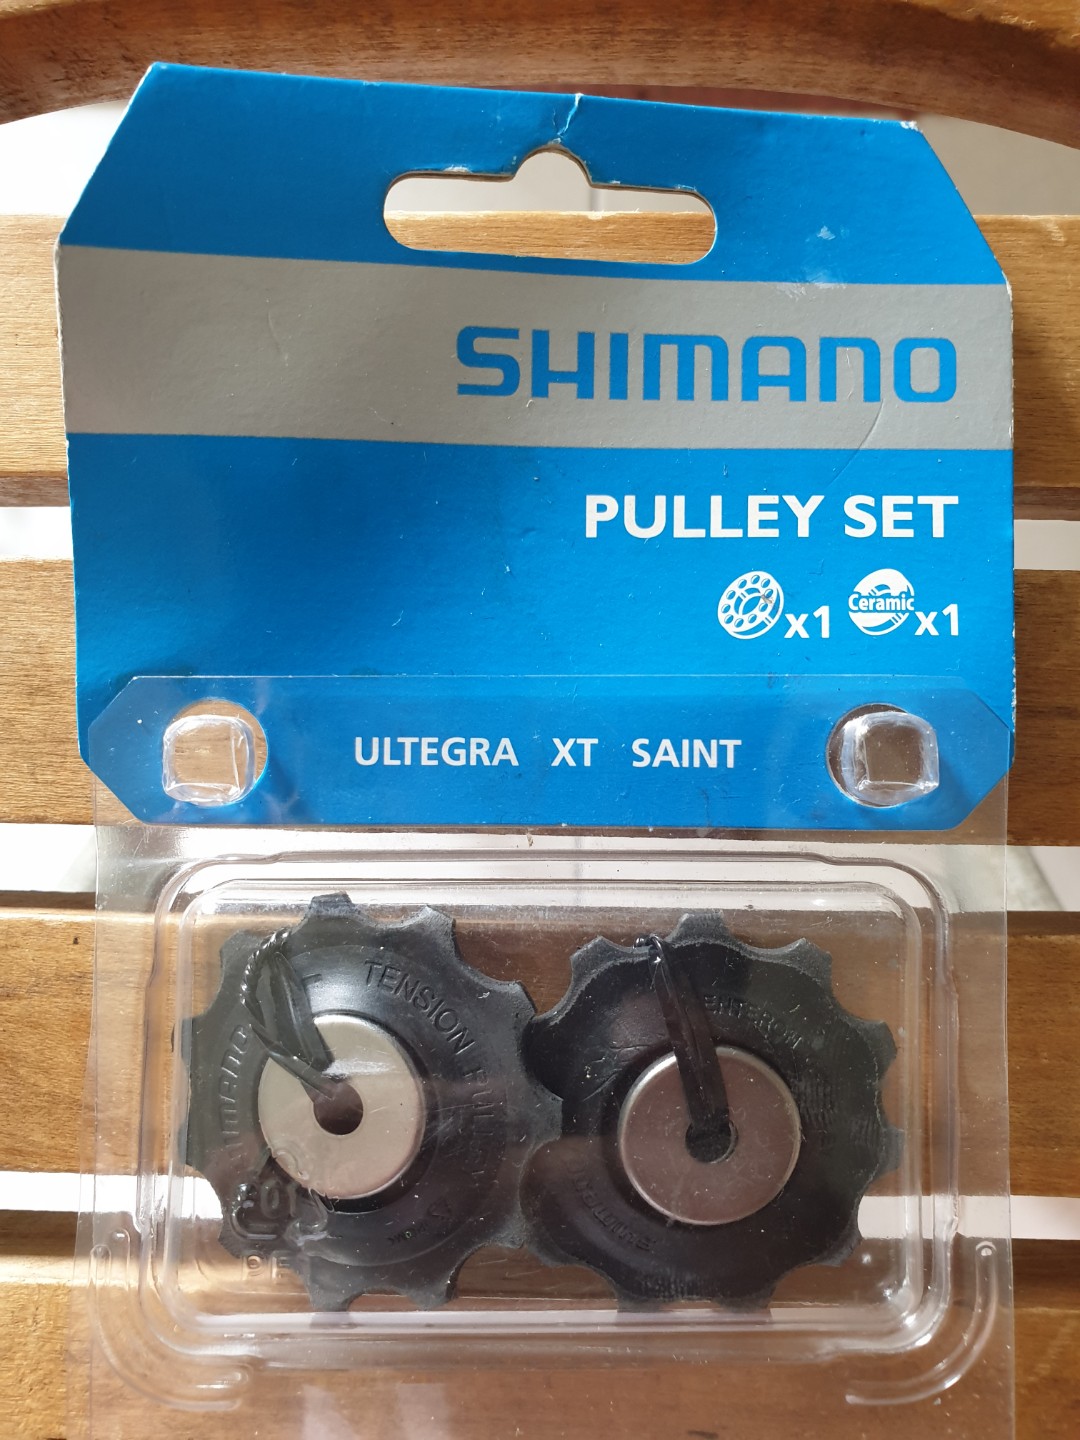 SHIMANO
PULLEY SET
x1 Ceramic x1
ULTEGRA XT SAINT
TENSION PULLEY
SHIMANO